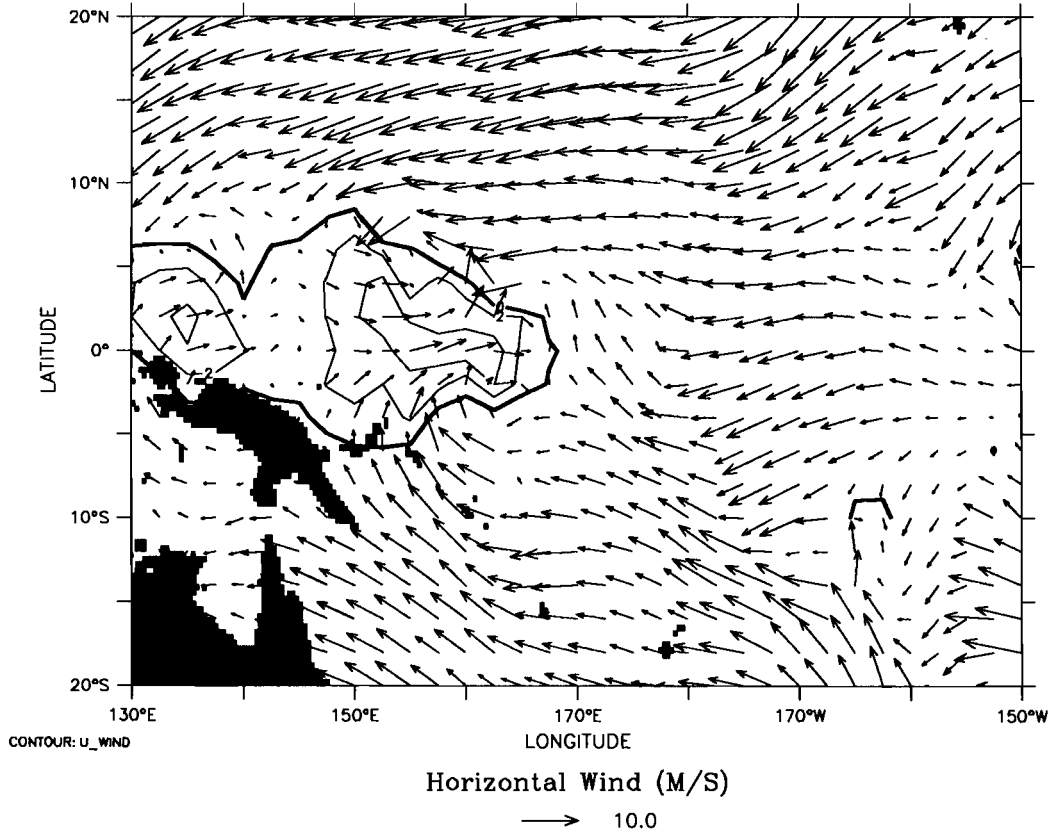 20°N
10°N
0°
10°S
20°S
LATITUDE
2
2
130°E 150°E 170°E 170°W 150°W
LONGITUDE
CONTOUR: U_WIND
Horizontal Wind (M/S)
10.0